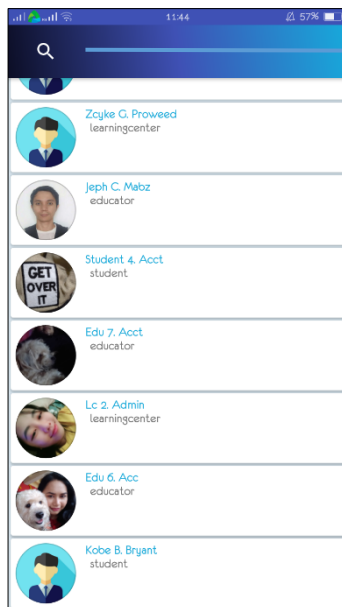 11:44
57%
Zcyke G. Proweed
learningcenter
Jeph C. Mabz
educator
Student 4. Acct
student
GET
OVER
IT
Edu 7. Acct
educator
Lc 2. Admin
learningcenter
Edu 6. Acc
educator
Kobe B. Bryant
student